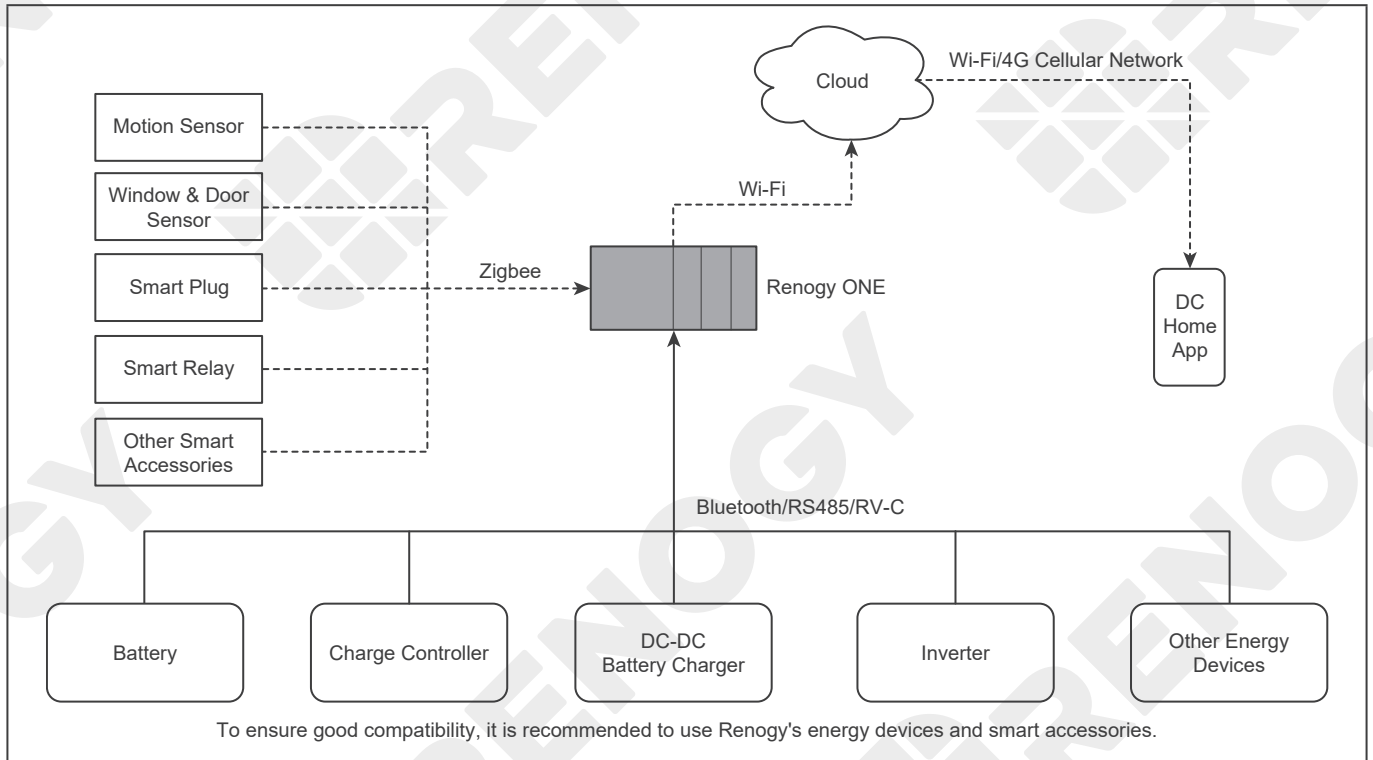 Cloud
Wi-Fi/4G Cellular Network
Motion Sensor
Window & Door
Sensor
Smart Plug
Smart Relay
Other Smart
Accessories
Zigbee
Wi-Fi
Renogy ONE
DC
Home
App
Bluetooth/RS485/RV-C
Battery
Charge Controller
DC-DC
Battery Charger
Inverter
Other Energy
Devices
To ensure good compatibility, it is recommended to use Renogy's energy devices and smart accessories.
RENOGY
RENOGY